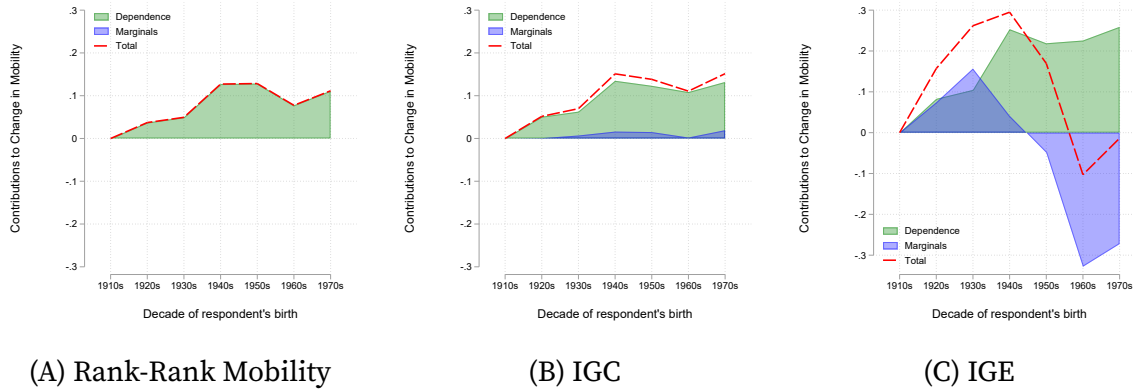 Contributions to Change in Mobility
.3
.2
.1
0
-.1
-.2
-.3
Dependence
Marginals
Total
1910s 1920s 1930s 1940s 1950s 1960s 1970s
Decade of respondent's birth
(A) Rank-Rank Mobility
Contributions to Change in Mobility
.3
.2
.1
0
-.1
-.2
-.3
Dependence
Marginals
Total
1910s 1920s 1930s 1940s 1950s 1960s 1970s
Decade of respondent's birth
(B) IGC
Contributions to Change in Mobility
.3
.2
.1
0
-.1
-.2
-.3
Dependence
Marginals
Total
1910s 1920s 1930s 1940s 1950s 1960s 1970s
Decade of respondent's birth
(C) IGE